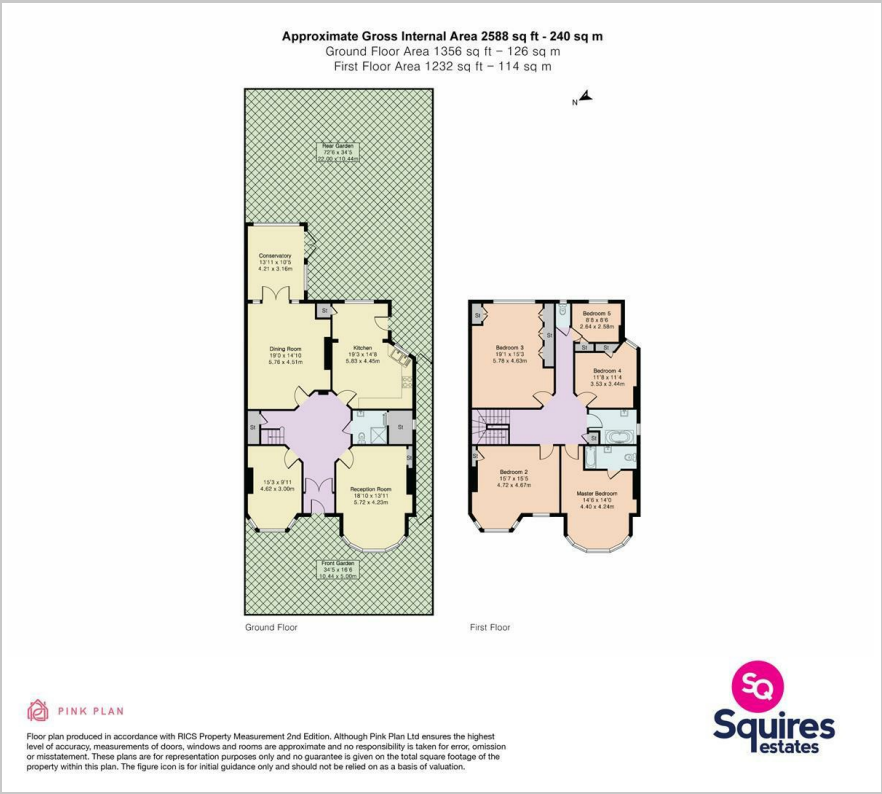 Approximate Gross Internal Area 2588 sq ft - 240 sq m
Ground Floor Area 1356 sq ft – 126 sq m
First Floor Area 1232 sq ft – 114 sq m
N
Rear Garden
72'6 x 34'5
22.00 x 10.44m
Conservatory
13'11 x 10'5
4.21 x 3.16m
St
Dining Room
19'0 x 14'10
5.76 x 4.51m
Kitchen
19'3 x 14'8
5.83 x 4.45m
St
St
St
15'3 x 9'11
4.62 x 3.00m
Reception Room
18'10 x 13'11
5.72 x 4.23m
Front Garden
34'5 x 16'6
10.44 x 5.00m
Ground Floor
St
St
Bedroom 5
8'8 x 8'6
2.64 x 2.58m
St
St
Bedroom 3
19'1 x 15'3
5.78 x 4.63m
Bedroom 4
11'8 x 11'4
3.53 x 3.44m
St
St
Bedroom 2
15'7 x 15'5
4.72 x 4.67m
Master Bedroom
14'6 x 14'0
4.40 x 4.24m
First Floor
PINK PLAN
Floor plan produced in accordance with RICS Property Measurement 2nd Edition. Although Pink Plan Ltd ensures the highest
level of accuracy, measurements of doors, windows and rooms are approximate and no responsibility is taken for error, omission
or misstatement. These plans are for representation purposes only and no guarantee is given on the total square footage of the
property within this plan. The figure icon is for initial guidance only and should not be relied on as a basis of valuation.
SQ
Squires
estates